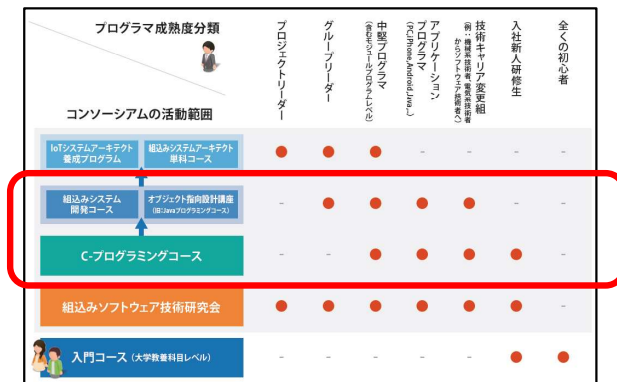 プログラマ成熟度分類
コンソーシアムの活動範囲
プロジェクトリーダー
グループリーダー
中堅プログラマ
(含むモジュールプログラムレベル)
アプリケーション
プログラマ
(PC,iPhone,Android,Java,,)
技術キャリア変更組
(例:機械系技術者、電気系技術者
からソフトウェア技術者へ)
入社新人研修生
全くの初心者
IoTシステムアーキテクト
養成プログラム
組込みシステムアーキテクト
単科コース
● ● ● - - - -
組込みシステム
開発コース
オブジェクト指向設計講座
(旧:Javaプログラミングコース)
- ● ● ● ● - -
C-プログラミングコース
- - ● ● ● ● -
組込みソフトウェア技術研究会
● ● ● ● ● ● -
入門コース(大学教養科目レベル)
- - - - - ● ●